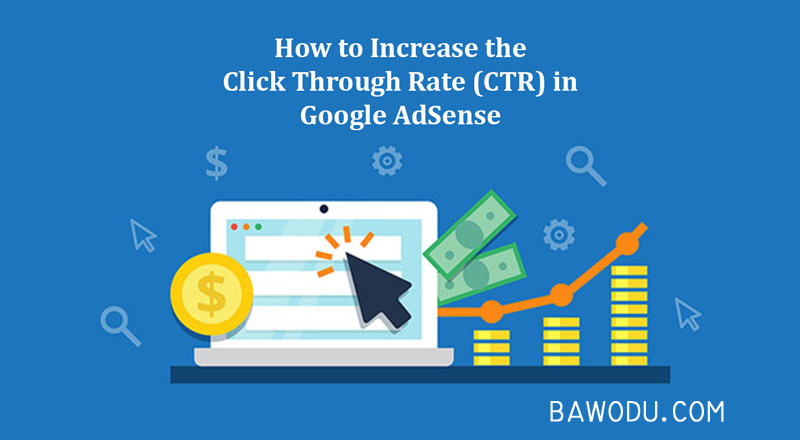 How to Increase the
Click Through Rate (CTR) in
Google AdSense
$
$
BAWODU.COM